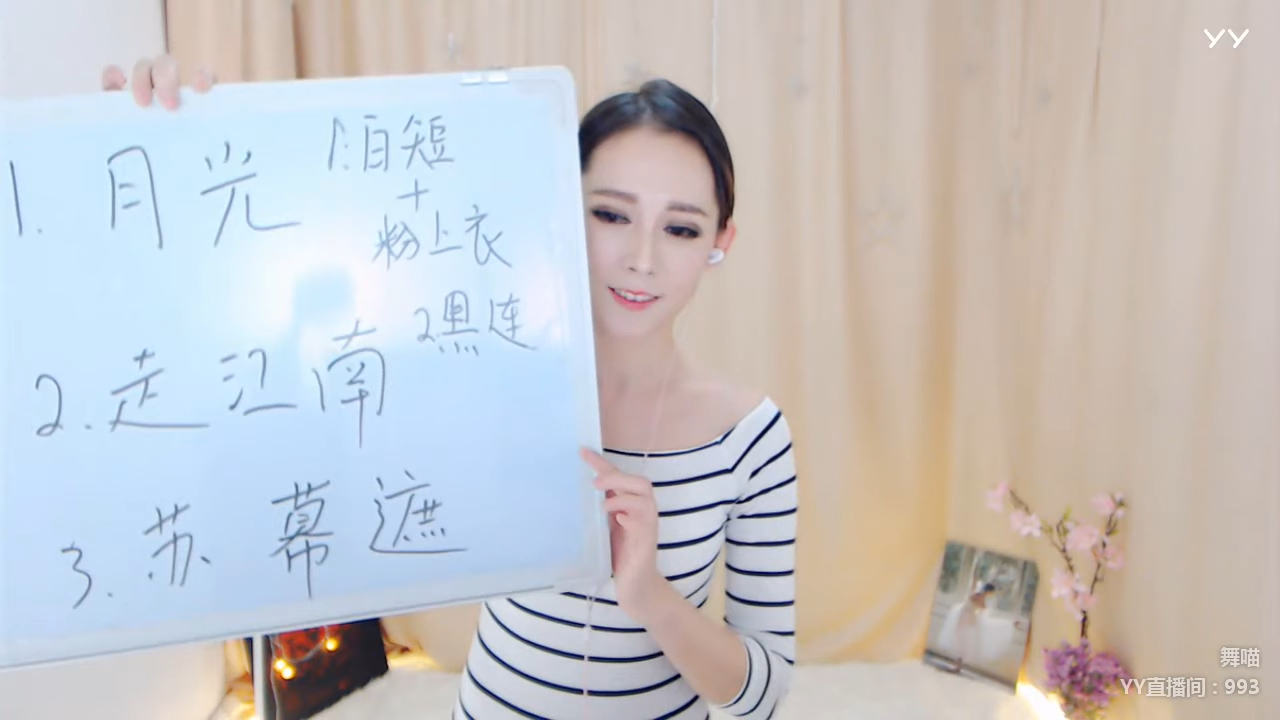 YY
1. 月光
1.白短
+
粉上衣
2.黑连
2. 走江南
3. 苏幕遮
舞喵
YY直播间:993